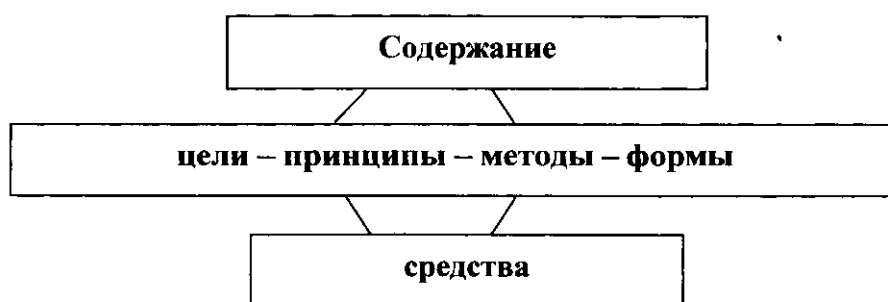 Содержание
цели – принципы – методы – формы
средства